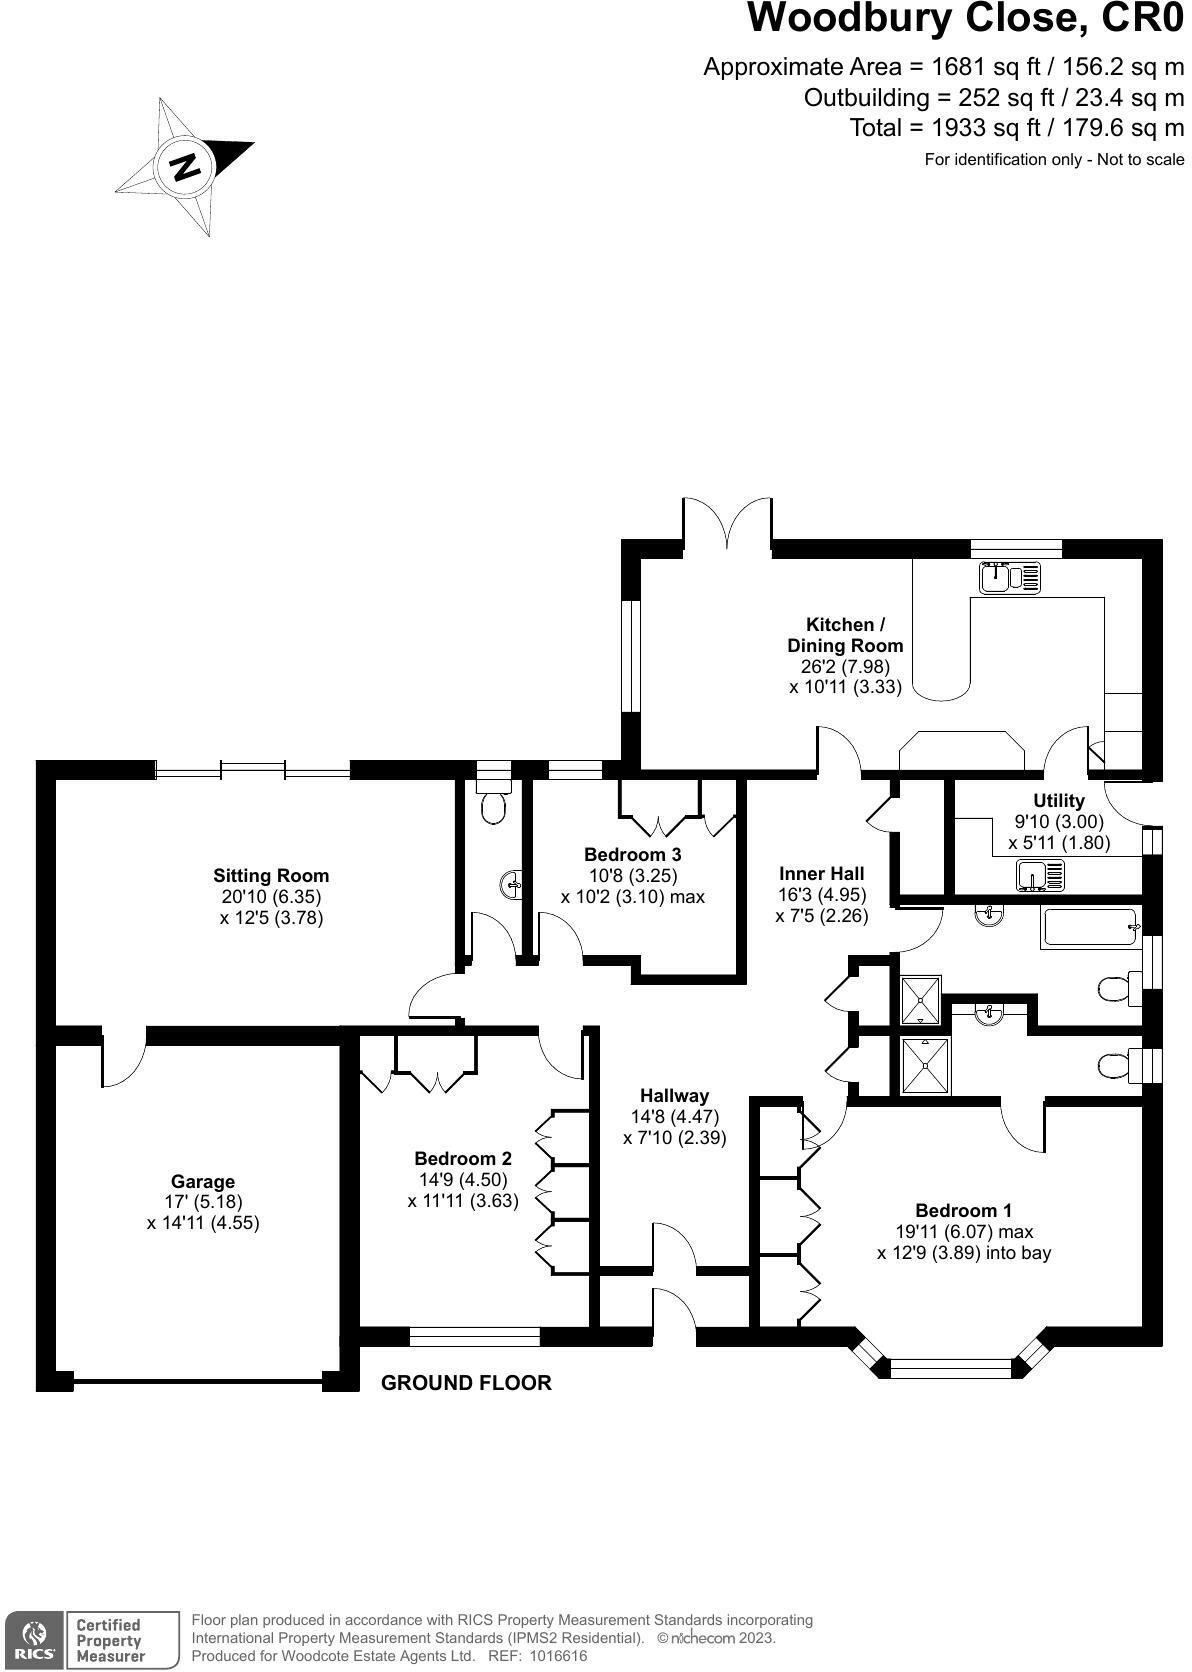 Woodbury Close, CR0
Approximate Area = 1681 sq ft / 156.2 sq m
Outbuilding = 252 sq ft / 23.4 sq m
Total = 1933 sq ft / 179.6 sq m
For identification only - Not to scale
N
Kitchen /
Dining Room
26'2 (7.98)
x 10'11 (3.33)
Utility
9'10 (3.00)
x 5'11 (1.80)
Bedroom 3
10'8 (3.25)
x 10'2 (3.10) max
Sitting Room
20'10 (6.35)
x 12'5 (3.78)
Inner Hall
16'3 (4.95)
x 7'5 (2.26)
Hallway
14'8 (4.47)
x 7'10 (2.39)
Bedroom 2
14'9 (4.50)
x 11'11 (3.63)
Garage
17' (5.18)
x 14'11 (4.55)
Bedroom 1
19'11 (6.07) max
x 12'9 (3.89) into bay
GROUND FLOOR
RICS
Certified
Property
Measurer
Floor plan produced in accordance with RICS Property Measurement Standards incorporating
International Property Measurement Standards (IPMS2 Residential). © nichecom 2023.
Produced for Woodcote Estate Agents Ltd. REF: 1016616